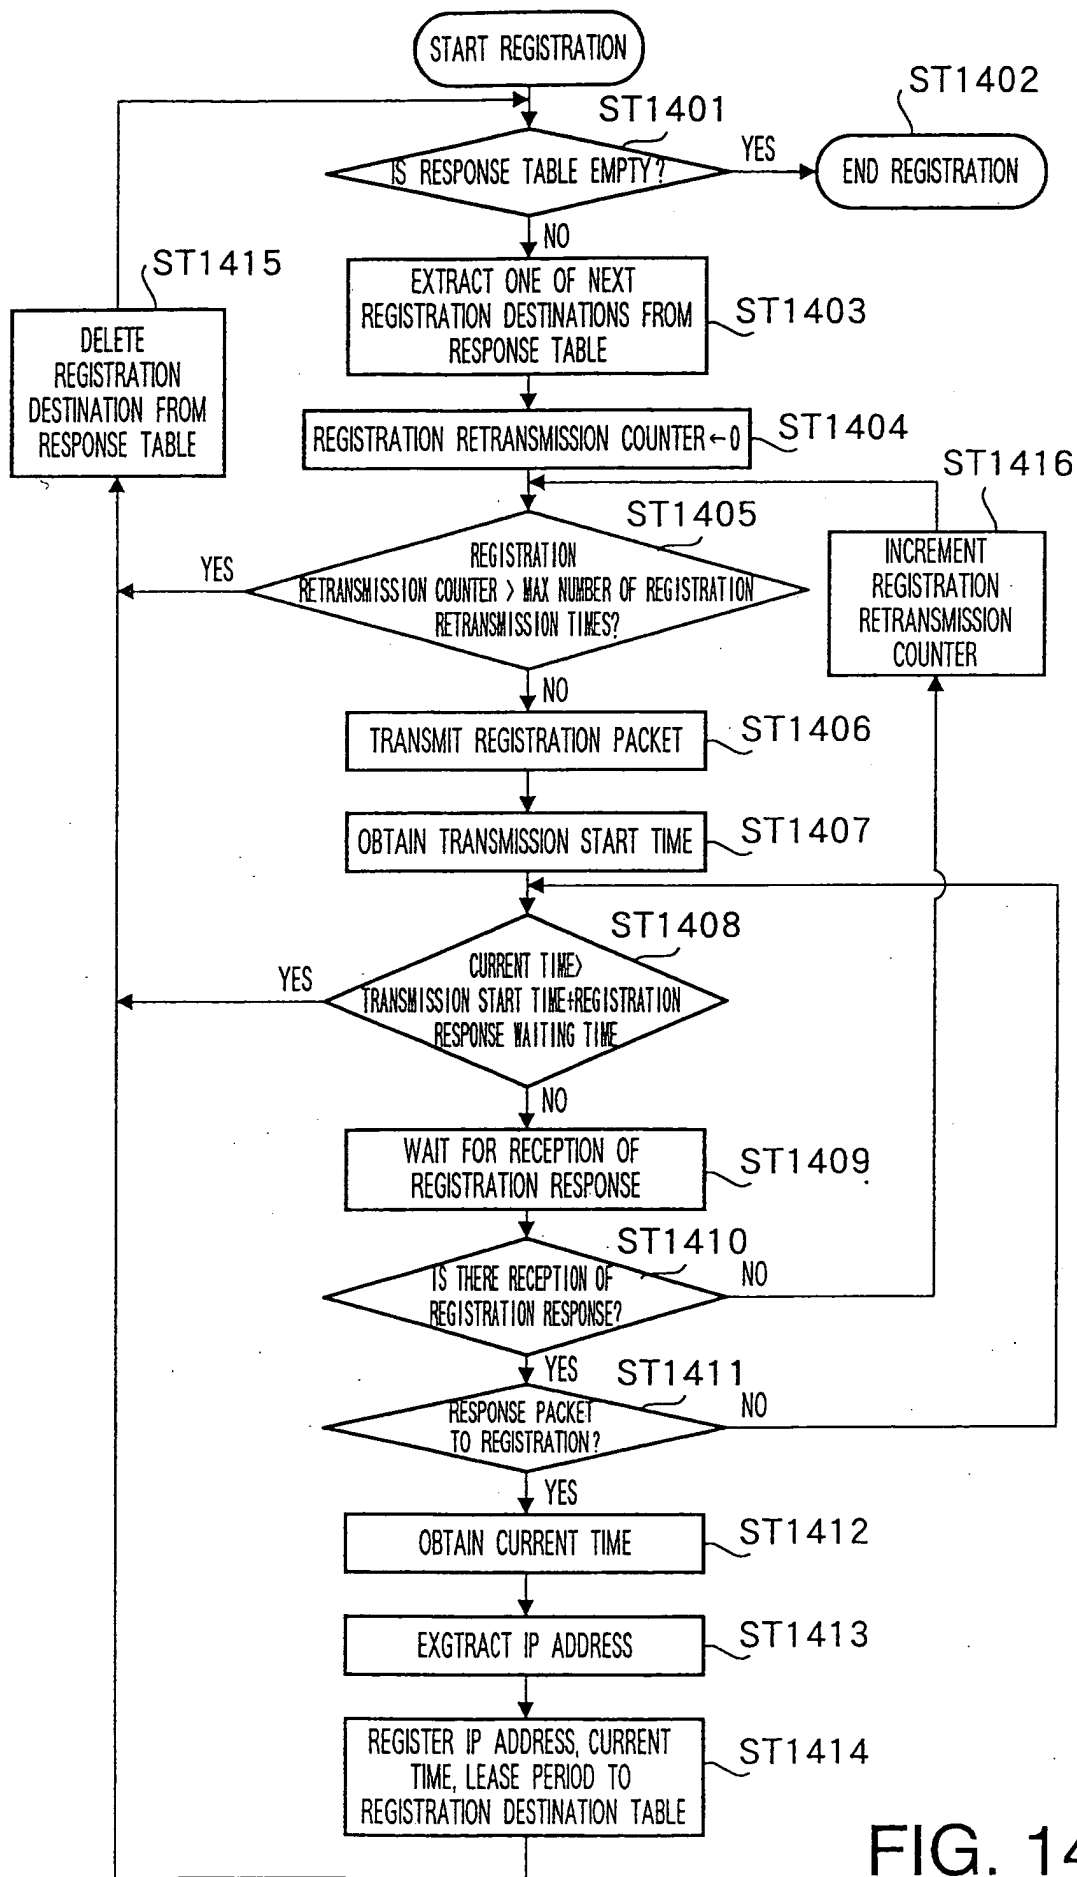 START REGISTRATION
ST1401
IS RESPONSE TABLE EMPTY?
YES
ST1402
END REGISTRATION
NO
EXTRACT ONE OF NEXT
REGISTRATION DESTINATIONS FROM
RESPONSE TABLE
ST1403
ST1415
DELETE
REGISTRATION
DESTINATION FROM
RESPONSE TABLE
REGISTRATION RETRANSMISSION COUNTER←0
ST1404
ST1405
REGISTRATION
RETRANSMISSION COUNTER > MAX NUMBER OF REGISTRATION
RETRANSMISSION TIMES?
YES
NO
ST1416
INCREMENT
REGISTRATION
RETRANSMISSION
COUNTER
TRANSMIT REGISTRATION PACKET
ST1406
OBTAIN TRANSMISSION START TIME
ST1407
ST1408
CURRENT TIME>
TRANSMISSION START TIME+REGISTRATION
RESPONSE WAITING TIME
YES
NO
WAIT FOR RECEPTION OF
REGISTRATION RESPONSE
ST1409
ST1410
IS THERE RECEPTION OF
REGISTRATION RESPONSE?
NO
YES
ST1411
RESPONSE PACKET
TO REGISTRATION?
NO
YES
OBTAIN CURRENT TIME
ST1412
EXGTRACT IP ADDRESS
ST1413
REGISTER IP ADDRESS, CURRENT
TIME, LEASE PERIOD TO
REGISTRATION DESTINATION TABLE
ST1414
FIG. 14